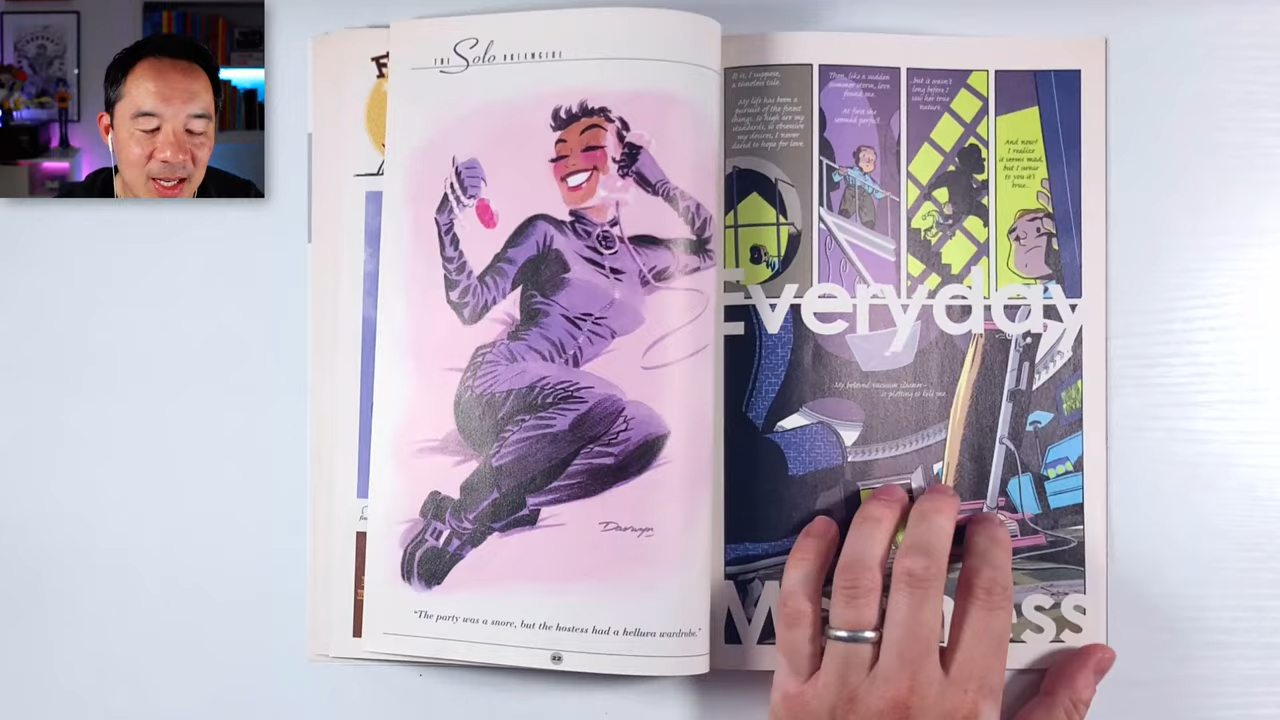 THE Solo DREAMGIRL
"The party was a snore, but the hostess had a helluva wardrobe."
22
Darwyn
It is, I suppose,
a timeless tale.
My life has been a
pursuit of the finest
things. So high are my
standards, so obsessive
my desires, I never
dared to hope for love.
Then, like a sudden
summer storm, love
found me.
At first she
seemed perfect...
...but it wasn't
long before I
saw her true
nature.
And now? 
I realize
it seems mad,
but I swear
to you it's
true...
Everyday
My beloved vacuum cleaner--
--is plotting to kill me.